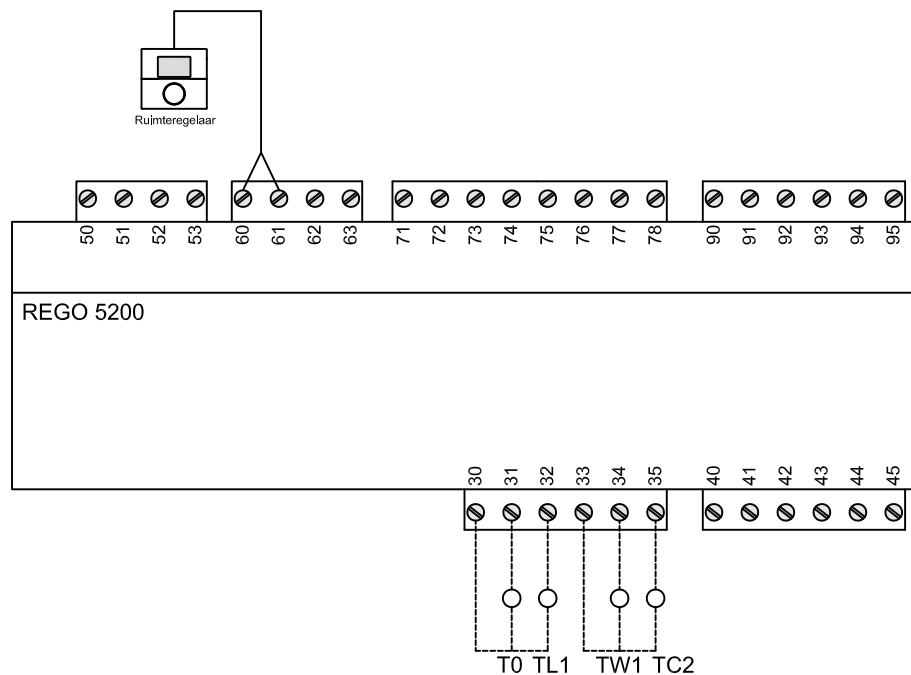 Ruimteregelaar
50 51 52 53 60 61 62 63 71 72 73 74 75 76 77 78 90 91 92 93 94 95
REGO 5200
30 31 32 33 34 35 40 41 42 43 44 45
T0 TL1 TW1 TC2